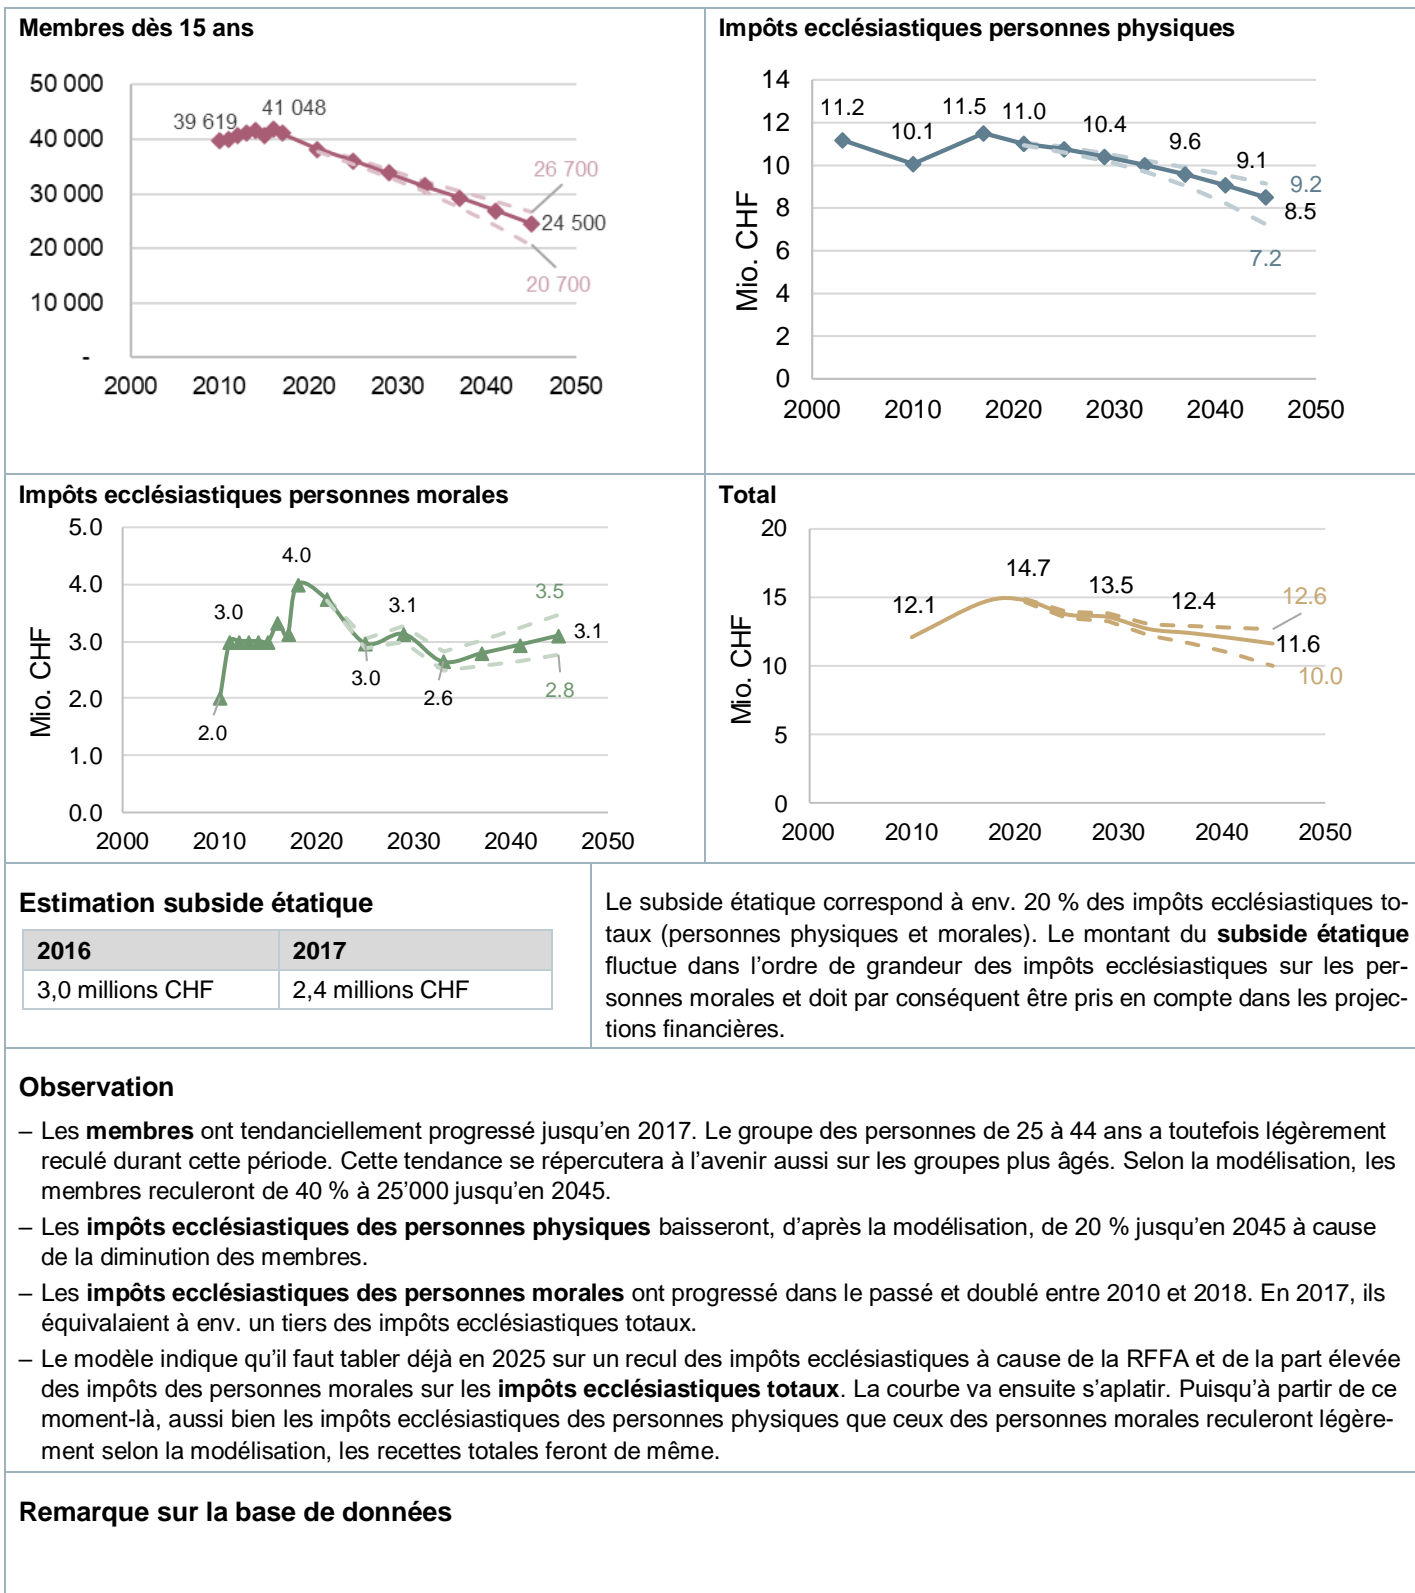 Membres dès 15 ans
50 000
40 000
30 000
20 000
10 000
-
2000 2010 2020 2030 2040 2050
39 619
41 048
26 700
24 500
20 700
Impôts ecclésiastiques personnes physiques
Mio. CHF
14
12
10
8
6
4
2
0
2000 2010 2020 2030 2040 2050
11.2
10.1
11.5
11.0
10.4
9.6
9.1
9.2
8.5
7.2
Impôts ecclésiastiques personnes morales
Mio. CHF
5.0
4.0
3.0
2.0
1.0
0.0
2000 2010 2020 2030 2040 2050
2.0
3.0
4.0
3.0
3.1
2.6
3.5
3.1
2.8
Total
Mio. CHF
20
15
10
5
0
2000 2010 2020 2030 2040 2050
12.1
14.7
13.5
12.4
12.6
11.6
10.0
Estimation subside étatique
2016 2017
3,0 millions CHF 2,4 millions CHF
Le subside étatique correspond à env. 20 % des impôts ecclésiastiques to-
taux (personnes physiques et morales). Le montant du subside étatique
fluctue dans l’ordre de grandeur des impôts ecclésiastiques sur les per-
sonnes morales et doit par conséquent être pris en compte dans les projec-
tions financières.
Observation
– Les membres ont tendanciellement progressé jusqu’en 2017. Le groupe des personnes de 25 à 44 ans a toutefois légèrement
reculé durant cette période. Cette tendance se répercutera à l’avenir aussi sur les groupes plus âgés. Selon la modélisation, les
membres reculeront de 40 % à 25’000 jusqu’en 2045.
– Les impôts ecclésiastiques des personnes physiques baisseront, d’après la modélisation, de 20 % jusqu’en 2045 à cause
de la diminution des membres.
– Les impôts ecclésiastiques des personnes morales ont progressé dans le passé et doublé entre 2010 et 2018. En 2017, ils
équivalaient à env. un tiers des impôts ecclésiastiques totaux.
– Le modèle indique qu’il faut tabler déjà en 2025 sur un recul des impôts ecclésiastiques à cause de la RFFA et de la part élevée
des impôts des personnes morales sur les impôts ecclésiastiques totaux. La courbe va ensuite s’aplatir. Puisqu’à partir de ce
moment-là, aussi bien les impôts ecclésiastiques des personnes physiques que ceux des personnes morales reculeront légère-
ment selon la modélisation, les recettes totales feront de même.
Remarque sur la base de données